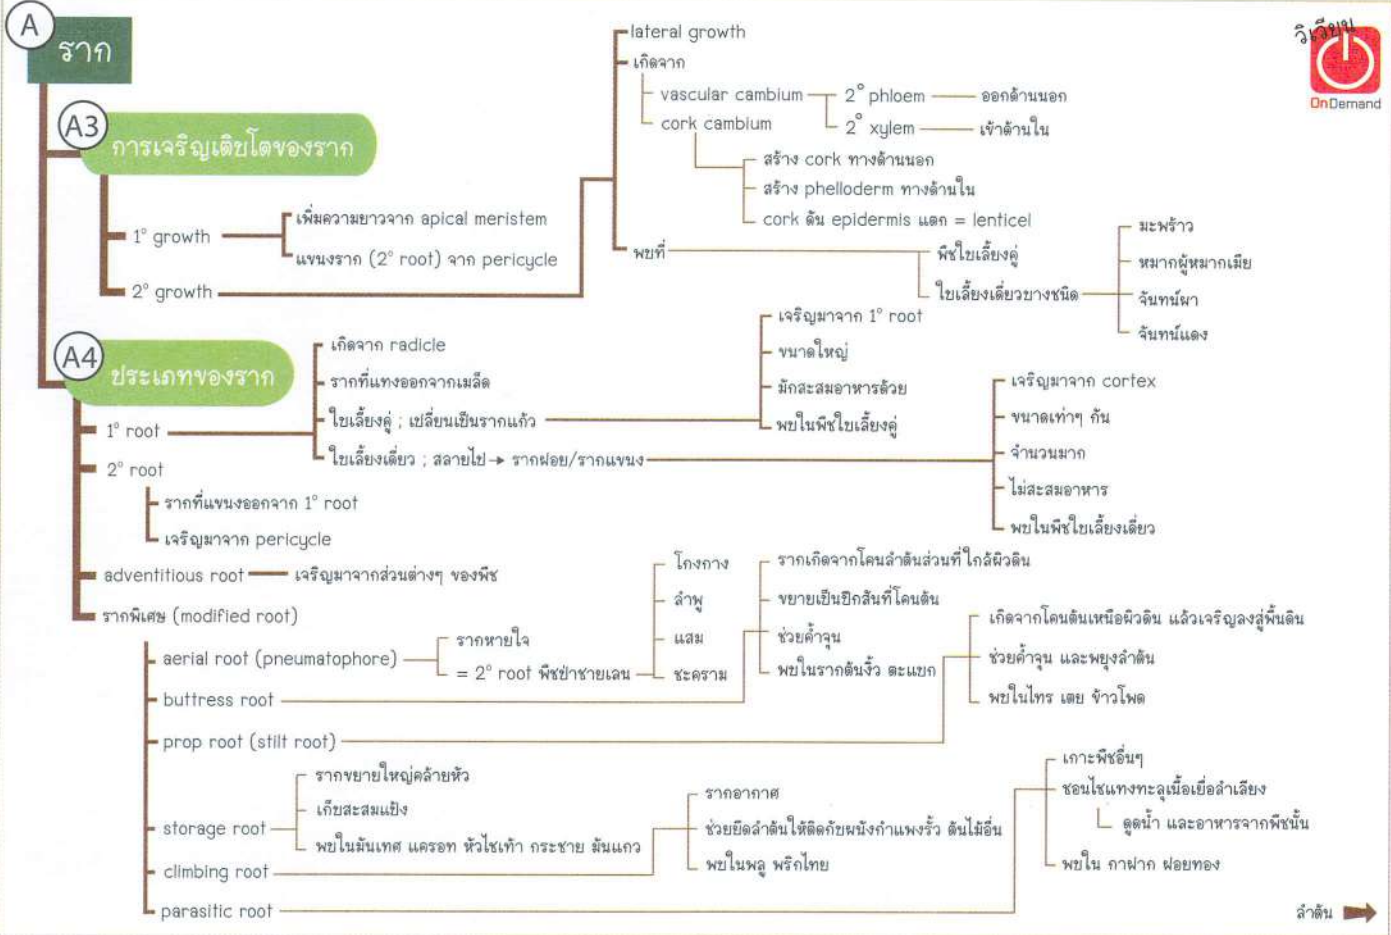 A
ราก
วิเวียน
OnDemand
A3
การเจริญเติบโตของราก
1° growth
เพิ่มความยาวจาก apical meristem
แขนงราก (2° root) จาก pericycle
2° growth
lateral growth
เกิดจาก
vascular cambium
2° phloem
ออกด้านนอก
2° xylem
เข้าด้านใน
cork cambium
สร้าง cork ทางด้านนอก
สร้าง phelloderm ทางด้านใน
cork ดัน epidermis แตก = lenticel
พบที่
พืชใบเลี้ยงคู่
ใบเลี้ยงเดี่ยวบางชนิด
มะพร้าว
หมากผู้หมากเมีย
จันทน์ผา
จันทน์แดง
A4
ประเภทของราก
1° root
เกิดจาก radicle
รากที่แทงออกจากเมล็ด
ใบเลี้ยงคู่ ; เปลี่ยนเป็นรากแก้ว
เจริญมาจาก 1° root
ขนาดใหญ่
มักสะสมอาหารด้วย
พบในพืชใบเลี้ยงคู่
ใบเลี้ยงเดี่ยว ; สลายไป → รากฝอย/รากแขนง
เจริญมาจาก cortex
ขนาดเท่าๆ กัน
จำนวนมาก
ไม่สะสมอาหาร
พบในพืชใบเลี้ยงเดี่ยว
2° root
รากที่แขนงออกจาก 1° root
เจริญมาจาก pericycle
adventitious root
เจริญมาจากส่วนต่างๆ ของพืช
รากพิเศษ (modified root)
aerial root (pneumatophore)
รากหายใจ
= 2° root พืชป่าชายเลน
โกงกาง
ลำพู
แสม
ชะคราม
buttress root
รากเกิดจากโคนลำต้นส่วนที่ใกล้ผิวดิน
ขยายเป็นปีกสันที่โคนต้น
ช่วยค้ำจุน
พบในรากต้นงิ้ว ตะแบก
prop root (stilt root)
เกิดจากโคนต้นเหนือผิวดิน แล้วเจริญลงสู่พื้นดิน
ช่วยค้ำจุน และพยุงลำต้น
พบในไทร เตย ข้าวโพด
storage root
รากขยายใหญ่คล้ายหัว
เก็บสะสมแป้ง
พบในมันเทศ แครอท หัวไชเท้า กระชาย มันแกว
climbing root
รากอากาศ
ช่วยยึดลำต้นให้ติดกับผนังกำแพงรั้ว ต้นไม้อื่น
พบในพลู พริกไทย
parasitic root
เกาะพืชอื่นๆ
ชอนไชแทงทะลุเนื้อเยื่อลำเลียง
ดูดน้ำ และอาหารจากพืชนั้น
พบใน กาฝาก ฝอยทอง
ลำต้น